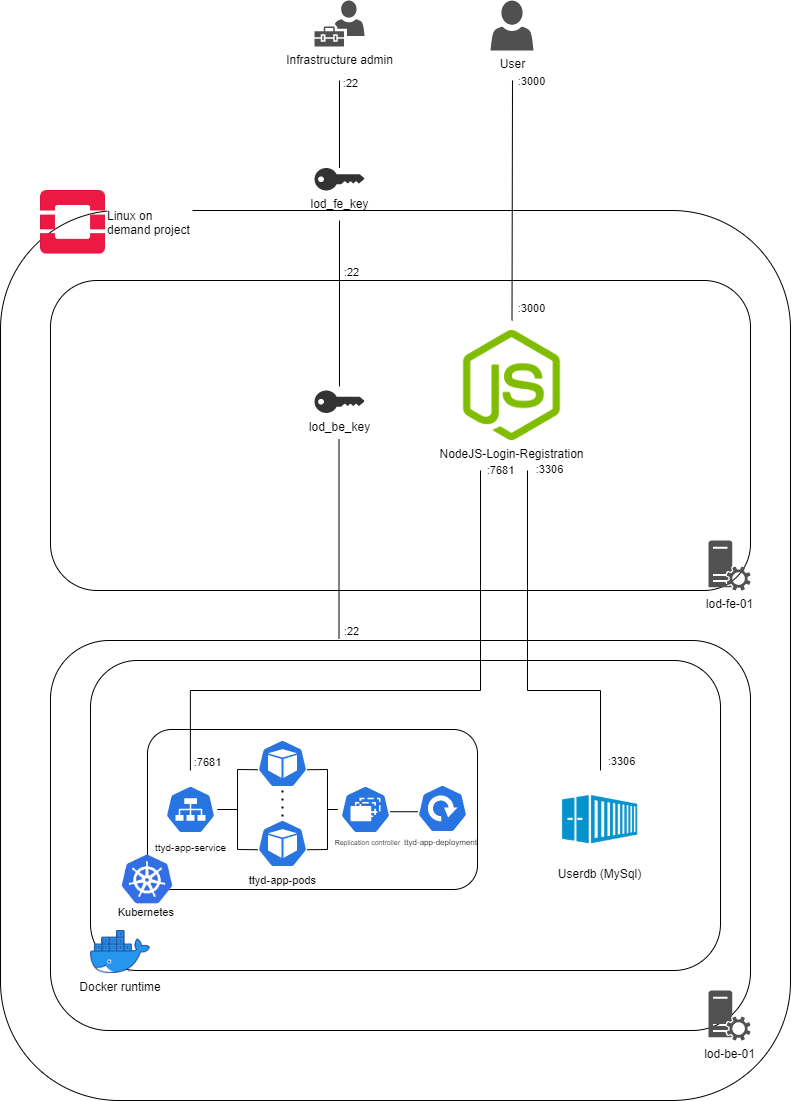 Infrastructure admin
User
:22
:3000
lod_fe_key
Linux on
demand project
:22
:3000
JS
lod_be_key
NodeJS-Login-Registration
:7681
:3306
lod-fe-01
:22
:7681
:3306
ttyd-app-service
Replication controller
ttyd-app-deployment
ttyd-app-pods
Userdb (MySql)
Kubernetes
Docker runtime
lod-be-01